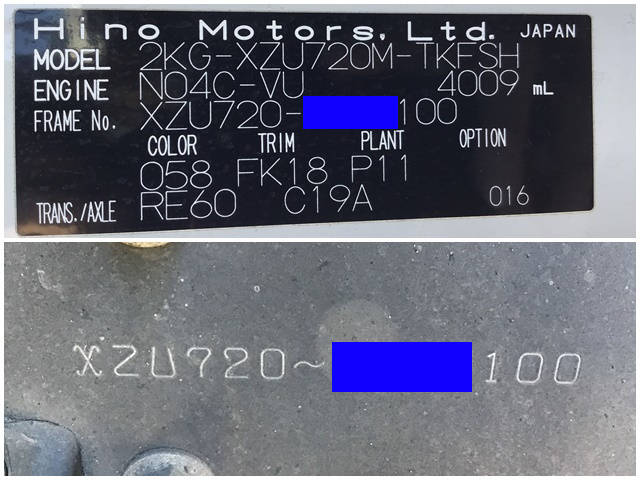 Hino Motors, Ltd. JAPAN
MODEL 2KG-XZU720M-TKFSH
ENGINE N04C-VU 4009 mL
FRAME No. XZU720- 100
COLOR TRIM PLANT OPTION
058 FK18 P11
TRANS./AXLE RE60 C19A 016
XZU720~ 100